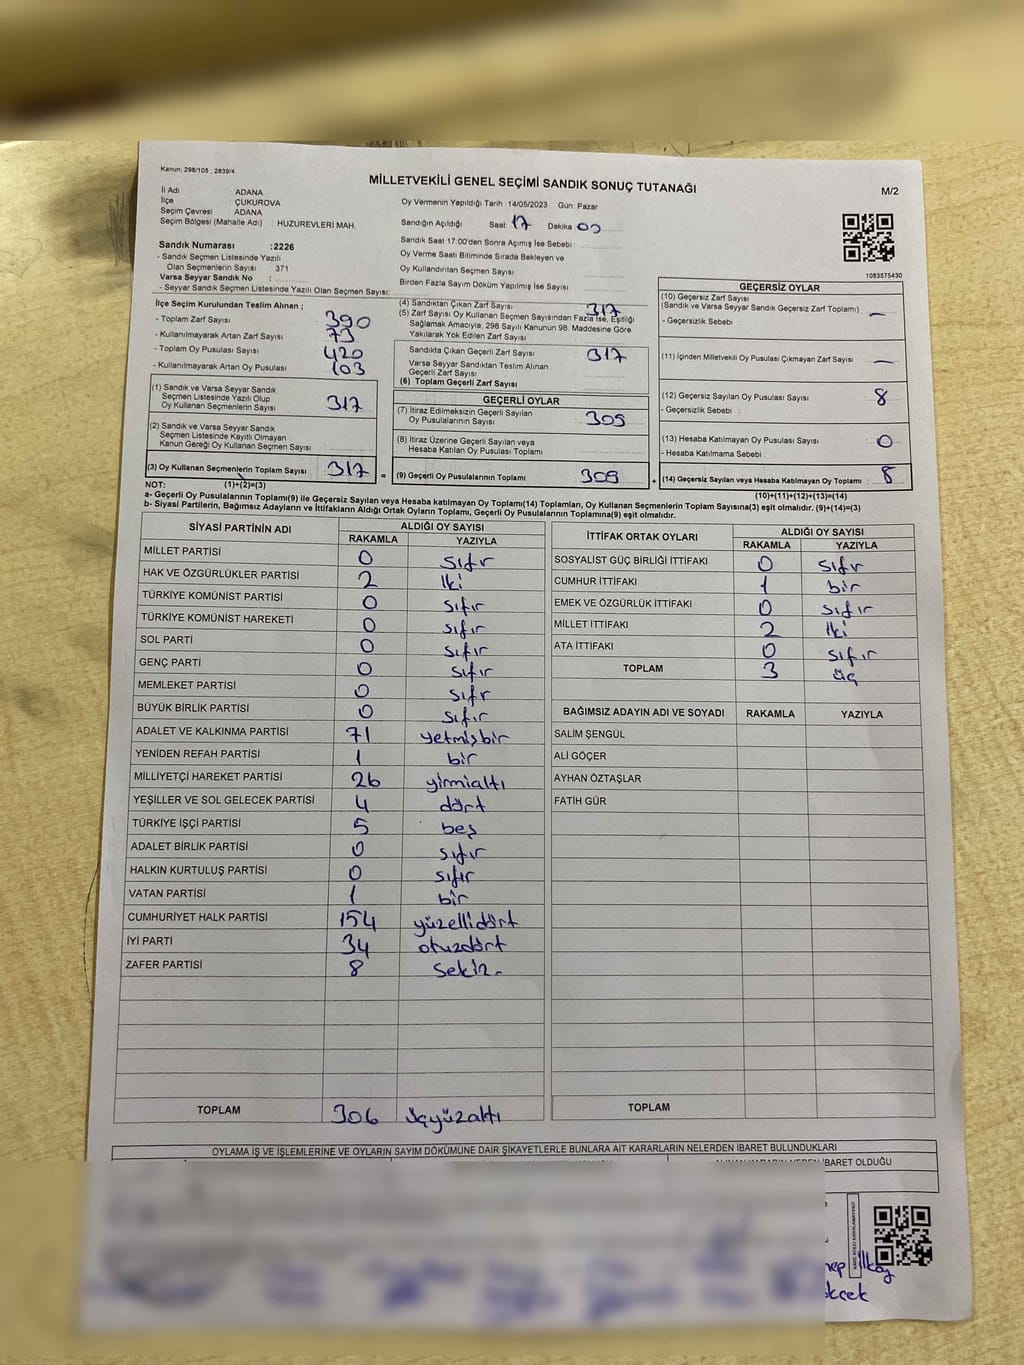 Kanun: 298/105 , 2839/4
MİLLETVEKİLİ GENEL SEÇİMİ SANDIK SONUÇ TUTANAĞI
M/2
İl Adı ADANA
İlçe ÇUKUROVA
Seçim Çevresi ADANA
Seçim Bölgesi (Mahalle Adı) : HUZUREVLERİ MAH.
Sandık Numarası :2226
- Sandık Seçmen Listesinde Yazılı
Olan Seçmenlerin Sayısı : 371
Varsa Seyyar Sandık No :
- Seyyar Sandık Seçmen Listesinde Yazılı Olan Seçmen Sayısı:
Oy Vermenin Yapıldığı Tarih :14/05/2023 Gün: Pazar
Sandığın Açıldığı Saat 17 Dakika 00
Sandık Saat 17:00'den Sonra Açımış İse Sebebi :
Oy Verme Saati Bitiminde Sırada Bekleyen ve
Oy Kullandırılan Seçmen Sayısı
Birden Fazla Sayım Döküm Yapılmış İse Sayısı
1083575430
İlçe Seçim Kurulundan Teslim Alınan ;
- Toplam Zarf Sayısı : 390
- Kullanılmayarak Artan Zarf Sayısı : 73
- Toplam Oy Pusulası Sayısı : 420
- Kullanılmayarak Artan Oy Pusulası : 103
(1) Sandık ve Varsa Seyyar Sandık
Seçmen Listesinde Yazılı Olup
Oy Kullanan Seçmenlerin Sayısı : 317
(2) Sandık ve Varsa Seyyar Sandık
Seçmen Listesinde Kayıtlı Olmayan
Kanun Gereği Oy Kullanan Seçmen Sayısı :
(3) Oy Kullanan Seçmenlerin Toplam Sayısı : 317 =
(4) Sandıktan Çıkan Zarf Sayısı : 317
(5) Zarf Sayısı Oy Kullanan Seçmen Sayısından Fazla İse, Eşitliği
Sağlamak Amacıyla, 298 Sayılı Kanunun 98. Maddesine Göre
Yakılarak Yok Edilen Zarf Sayısı :
Sandıkta Çıkan Geçerli Zarf Sayısı : 317
Varsa Seyyar Sandıktan Teslim Alınan
Geçerli Zarf Sayısı
(6) Toplam Geçerli Zarf Sayısı
GEÇERLİ OYLAR
(7) İtiraz Edilmeksizin Geçerli Sayılan
Oy Pusulalarının Sayısı : 309
(8) İtiraz Üzerine Geçerli Sayılan veya
Hesaba Katılan Oy Pusulası Toplamı
(9) Geçerli Oy Pusulalarının Toplamı : 309 +
GEÇERSİZ OYLAR
(10) Geçersiz Zarf Sayısı
(Sandık ve Varsa Seyyar Sandık Geçersiz Zarf Toplamı) : —
- Geçersizlik Sebebi
(11) İçinden Milletvekili Oy Pusulası Çıkmayan Zarf Sayısı : —
(12) Geçersiz Sayılan Oy Pusulası Sayısı : 8
- Geçersizlik Sebebi :
(13) Hesaba Katılmayan Oy Pusulası Sayısı : 0
- Hesaba Katılmama Sebebi :
(14) Geçersiz Sayılan veya Hesaba Katılmayan Oy Toplamı : 8
NOT: (1)+(2)=(3) (10)+(11)+(12)+(13)=(14)
a- Geçerli Oy Pusulalarının Toplamı(9) ile Geçersiz Sayılan veya Hesaba katılmayan Oy Toplamı(14) Toplamları, Oy Kullanan Seçmenlerin Toplam Sayısına(3) eşit olmalıdır. (9)+(14)=(3)
b- Siyasi Partilerin, Bağımsız Adayların ve İttifakların Aldığı Ortak Oyların Toplamı, Geçerli Oy Pusulalarının Toplamına(9) eşit olmalıdır.
SİYASİ PARTİNİN ADI ALDIĞI OY SAYISI
RAKAMLA YAZIYLA
MİLLET PARTİSİ 0 sıfır
HAK VE ÖZGÜRLÜKLER PARTİSİ 2 iki
TÜRKİYE KOMÜNİST PARTİSİ 0 sıfır
TÜRKİYE KOMÜNİST HAREKETİ 0 sıfır
SOL PARTİ 0 sıfır
GENÇ PARTİ 0 sıfır
MEMLEKET PARTİSİ 0 sıfır
BÜYÜK BİRLİK PARTİSİ 0 sıfır
ADALET VE KALKINMA PARTİSİ 71 yetmişbir
YENİDEN REFAH PARTİSİ 1 bir
MİLLİYETÇİ HAREKET PARTİSİ 26 yirmialtı
YEŞİLLER VE SOL GELECEK PARTİSİ 4 dört
TÜRKİYE İŞÇİ PARTİSİ 5 beş
ADALET BİRLİK PARTİSİ 0 sıfır
HALKIN KURTULUŞ PARTİSİ 0 sıfır
VATAN PARTİSİ 1 bir
CUMHURİYET HALK PARTİSİ 154 yüzellidört
İYİ PARTİ 34 otuzdört
ZAFER PARTİSİ 8 sekiz
TOPLAM 306 üçyüzaltı
İTTİFAK ORTAK OYLARI ALDIĞI OY SAYISI
RAKAMLA YAZIYLA
SOSYALİST GÜÇ BİRLİĞİ İTTİFAKI 0 sıfır
CUMHUR İTTİFAKI 1 bir
EMEK VE ÖZGÜRLÜK İTTİFAKI 0 sıfır
MİLLET İTTİFAKI 2 iki
ATA İTTİFAKI 0 sıfır
TOPLAM 3 üç
BAĞIMSIZ ADAYIN ADI VE SOYADI RAKAMLA YAZIYLA
SALİM ŞENGÜL
ALİ GÖÇER
AYHAN ÖZTAŞLAR
FATİH GÜR
TOPLAM
OYLAMA İŞ VE İŞLEMLERİNE VE OYLARIN SAYIM DÖKÜMÜNE DAİR ŞİKAYETLERLE BUNLARA AİT KARARLARIN NELERDEN İBARET BULUNDUKLARI
İBARET OLDUĞU